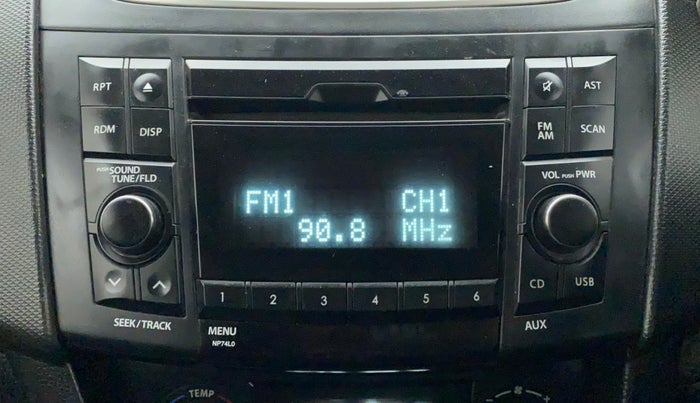 RPT
RDM
DISP
PUSH SOUND
TUNE/FLD
SEEK/TRACK
FM1 CH1
90.8 MHz
1 2 3 4 5 6
MENU
NP74L0
AST
FM
AM
SCAN
VOL PUSH PWR
CD
USB
AUX
TEMP